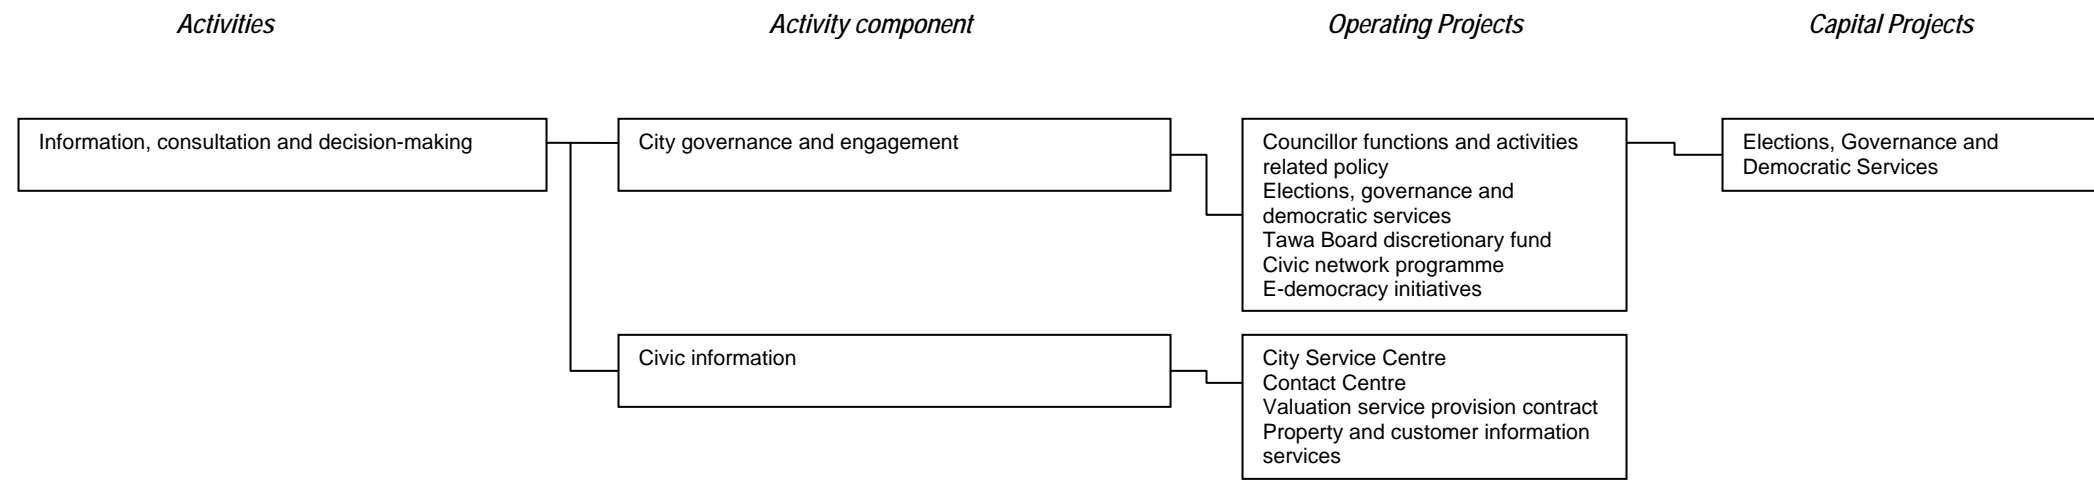 Activities
Activity component
Operating Projects
Capital Projects
Information, consultation and decision-making
City governance and engagement
Councillor functions and activities
related policy
Elections, governance and
democratic services
Tawa Board discretionary fund
Civic network programme
E-democracy initiatives
Elections, Governance and
Democratic Services
Civic information
City Service Centre
Contact Centre
Valuation service provision contract
Property and customer information
services